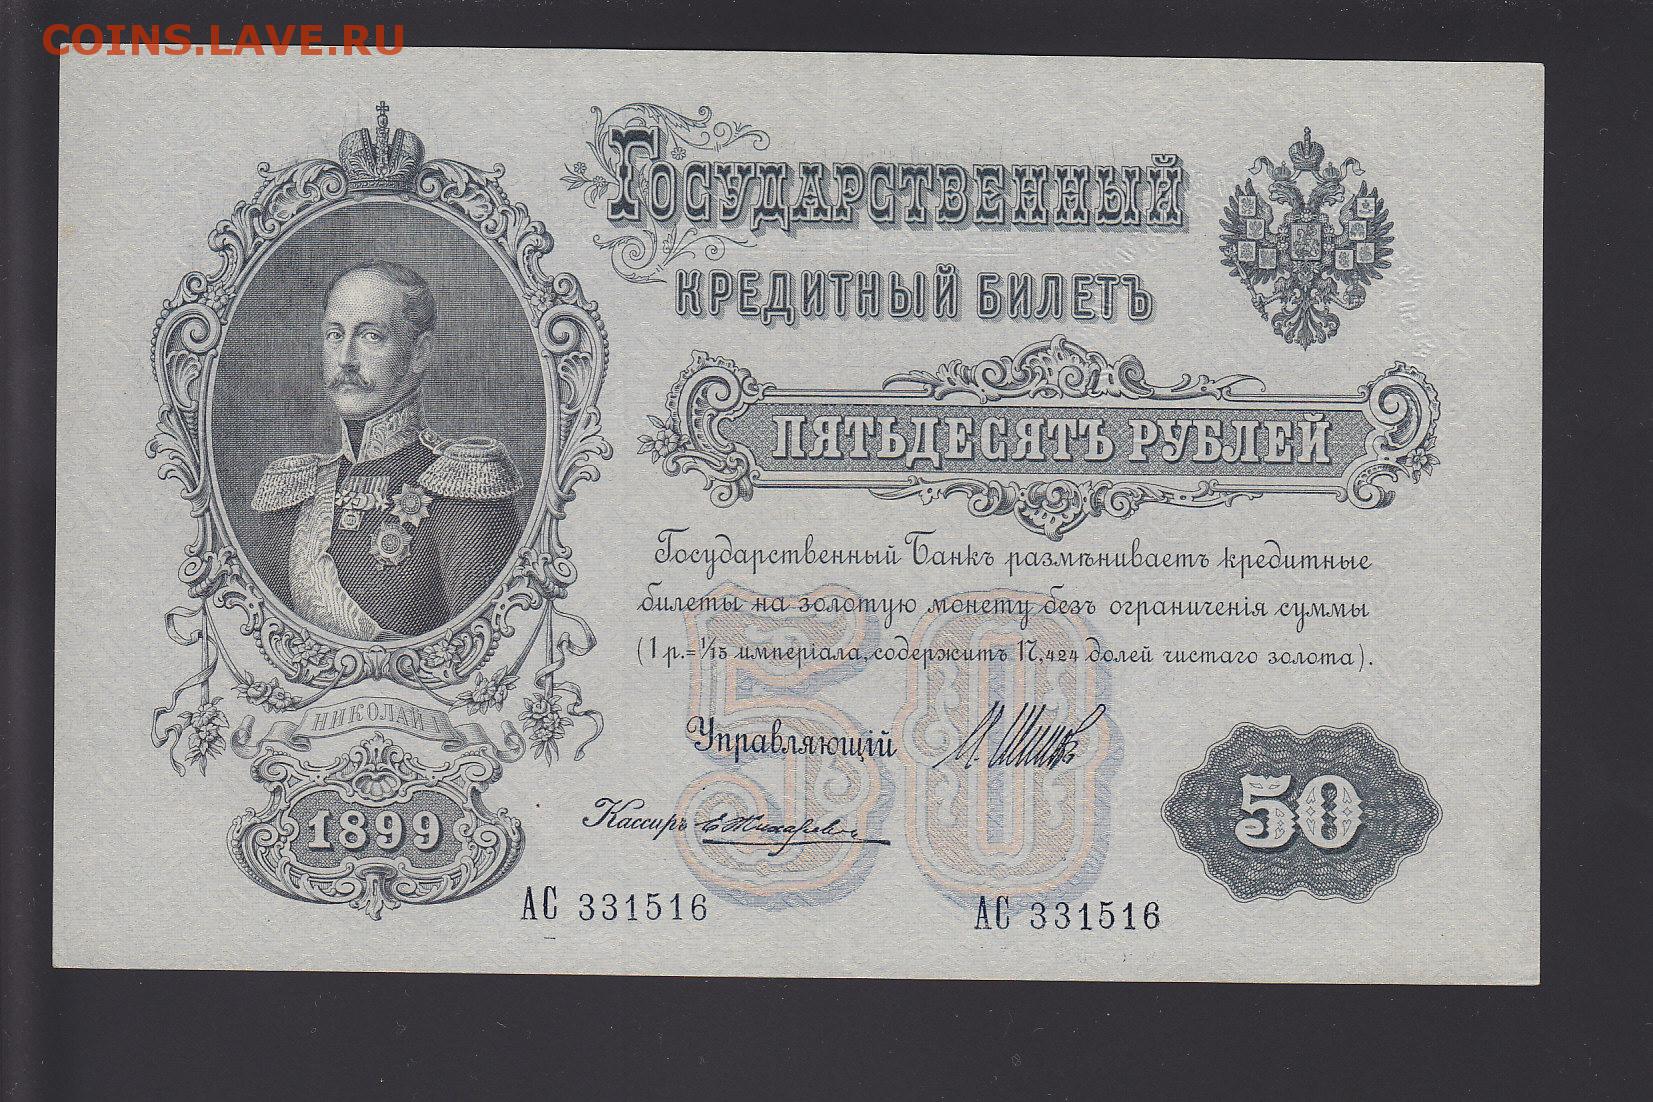 COINS.LAVE.RU
ГОСУДАРСТВЕННЫЙ
КРЕДИТНЫЙ БИЛЕТЪ
ПЯТЬДЕСЯТЪ РУБЛЕЙ
Государственный Банкъ размѣниваетъ кредитные
билеты на золотую монету безъ ограниченія суммы
(1 р.= 1/15 имперіала, содержитъ 17,424 долей чистаго золота).
НИКОЛАЙ I
Управляющій И. Шипов
Кассиръ Е. Жихаревъ
1899
50
50
АС 331516
АС 331516